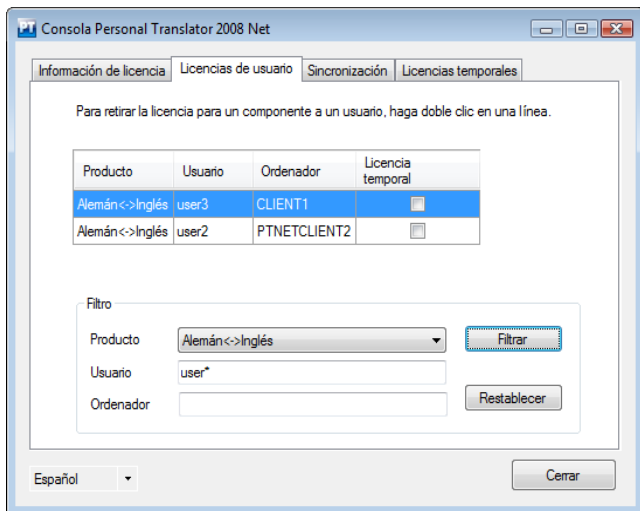 PT Consola Personal Translator 2008 Net
Información de licencia Licencias de usuario Sincronización Licencias temporales
Para retirar la licencia para un componente a un usuario, haga doble clic en una línea.
Producto Usuario Ordenador Licencia temporal
Alemán<->Inglés user3 CLIENT1
Alemán<->Inglés user2 PTNETCLIENT2
Filtro
Producto Alemán<->Inglés Filtrar
Usuario user*
Ordenador Restablecer
Español Cerrar